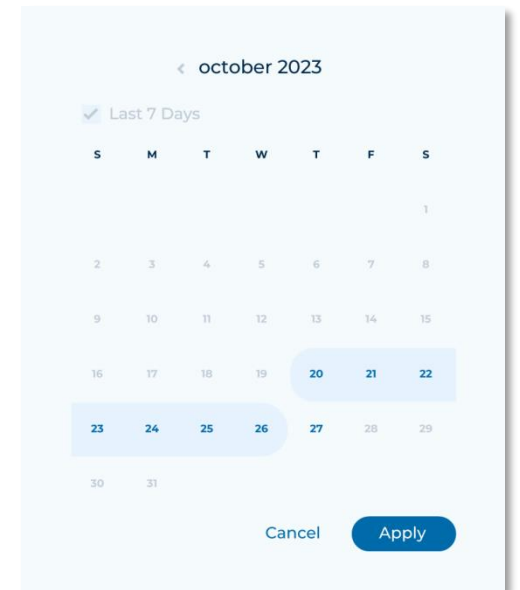 ‹ october 2023
Last 7 Days
S M T W T F S
1
2 3 4 5 6 7 8
9 10 11 12 13 14 15
16 17 18 19 20 21 22
23 24 25 26 27 28 29
30 31
Cancel Apply